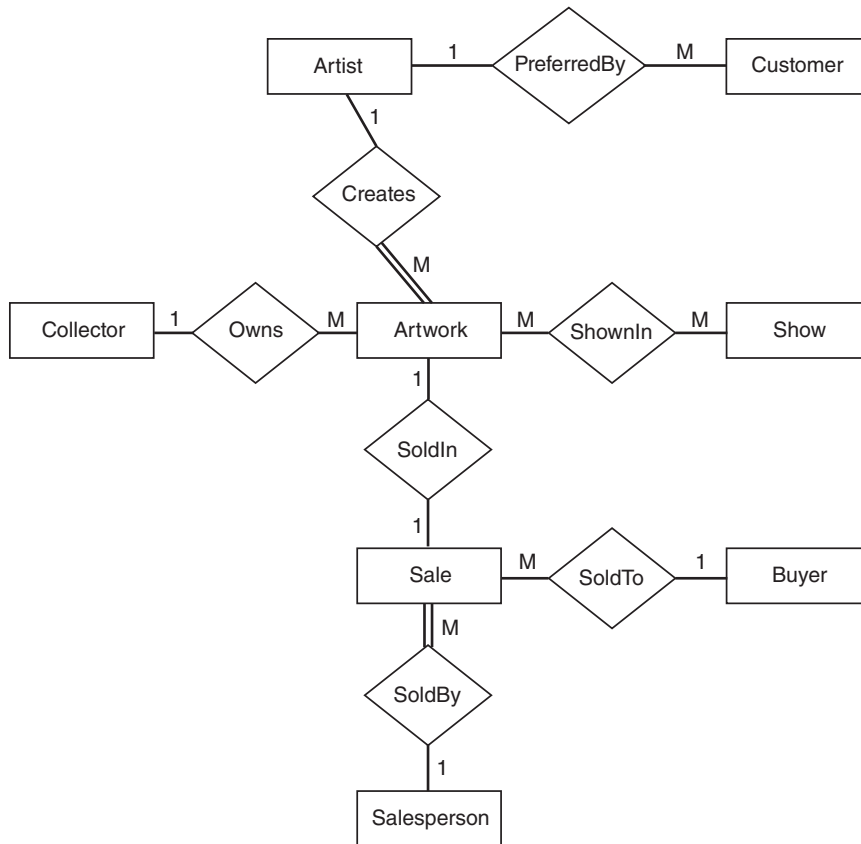 Artist
1
PreferredBy
M
Customer
1
Creates
M
Collector
1
Owns
M
Artwork
M
ShownIn
M
Show
1
SoldIn
1
Sale
M
SoldTo
1
Buyer
M
SoldBy
1
Salesperson